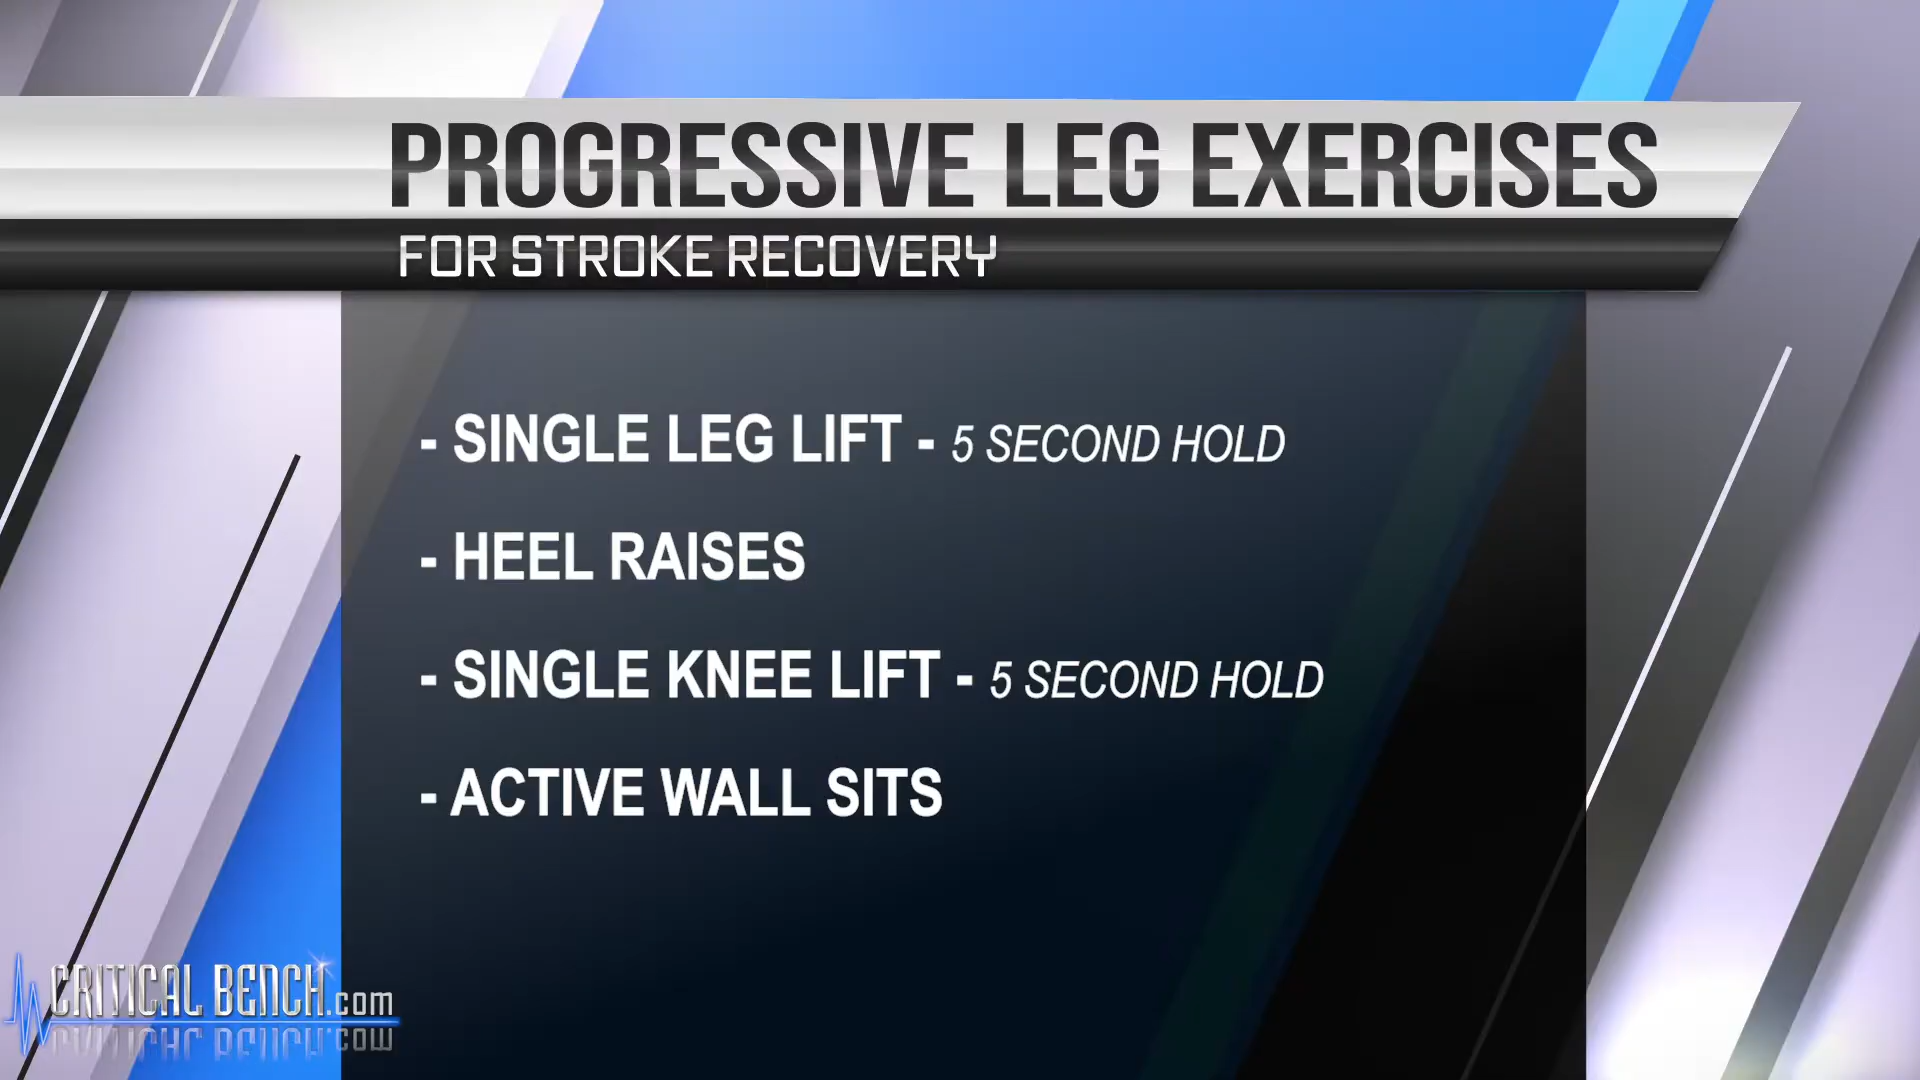 PROGRESSIVE LEG EXERCISES
FOR STROKE RECOVERY
- SINGLE LEG LIFT - 5 SECOND HOLD
- HEEL RAISES
- SINGLE KNEE LIFT - 5 SECOND HOLD
- ACTIVE WALL SITS
CRITICAL BENCH.com